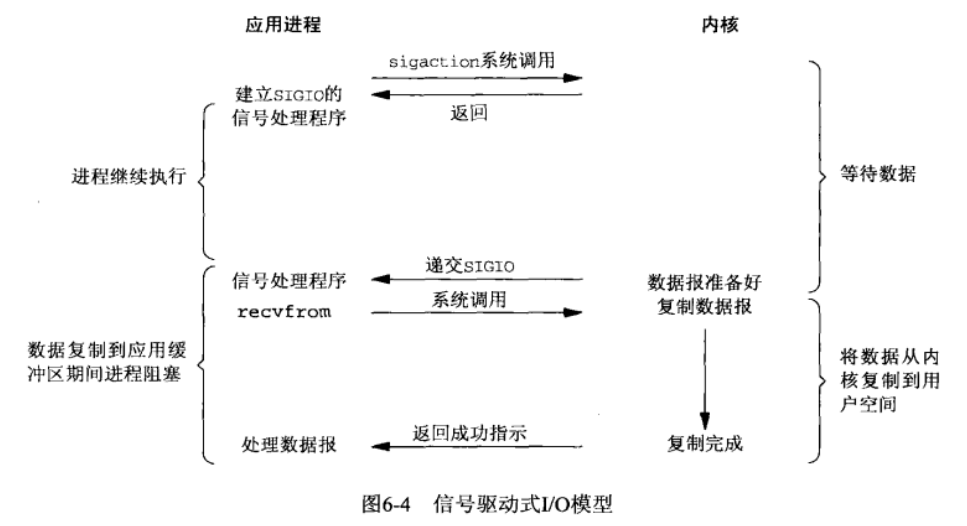 应用进程
内核
sigaction系统调用
建立SIGIO的
信号处理程序
返回
进程继续执行
等待数据
信号处理程序
递交SIGIO
数据报准备好
复制数据报
recvfrom
系统调用
数据复制到应用缓
冲区期间进程阻塞
将数据从内
核复制到用
户空间
处理数据报
返回成功指示
复制完成
图6-4 信号驱动式I/O模型